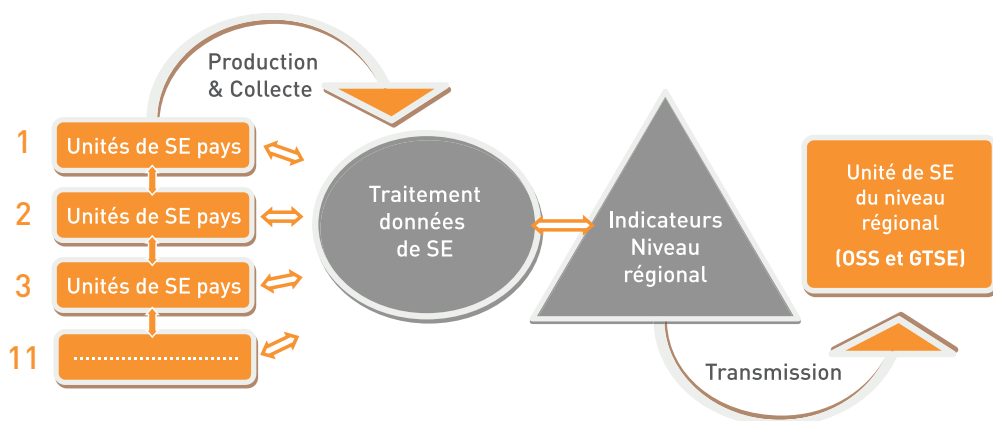 Production
& Collecte
1
Unités de SE pays
2
Unités de SE pays
3
Unités de SE pays
11
.............................................
Traitement
données
de SE
Indicateurs
Niveau
régional
Unité de SE
du niveau
régional
(OSS et GTSE)
Transmission